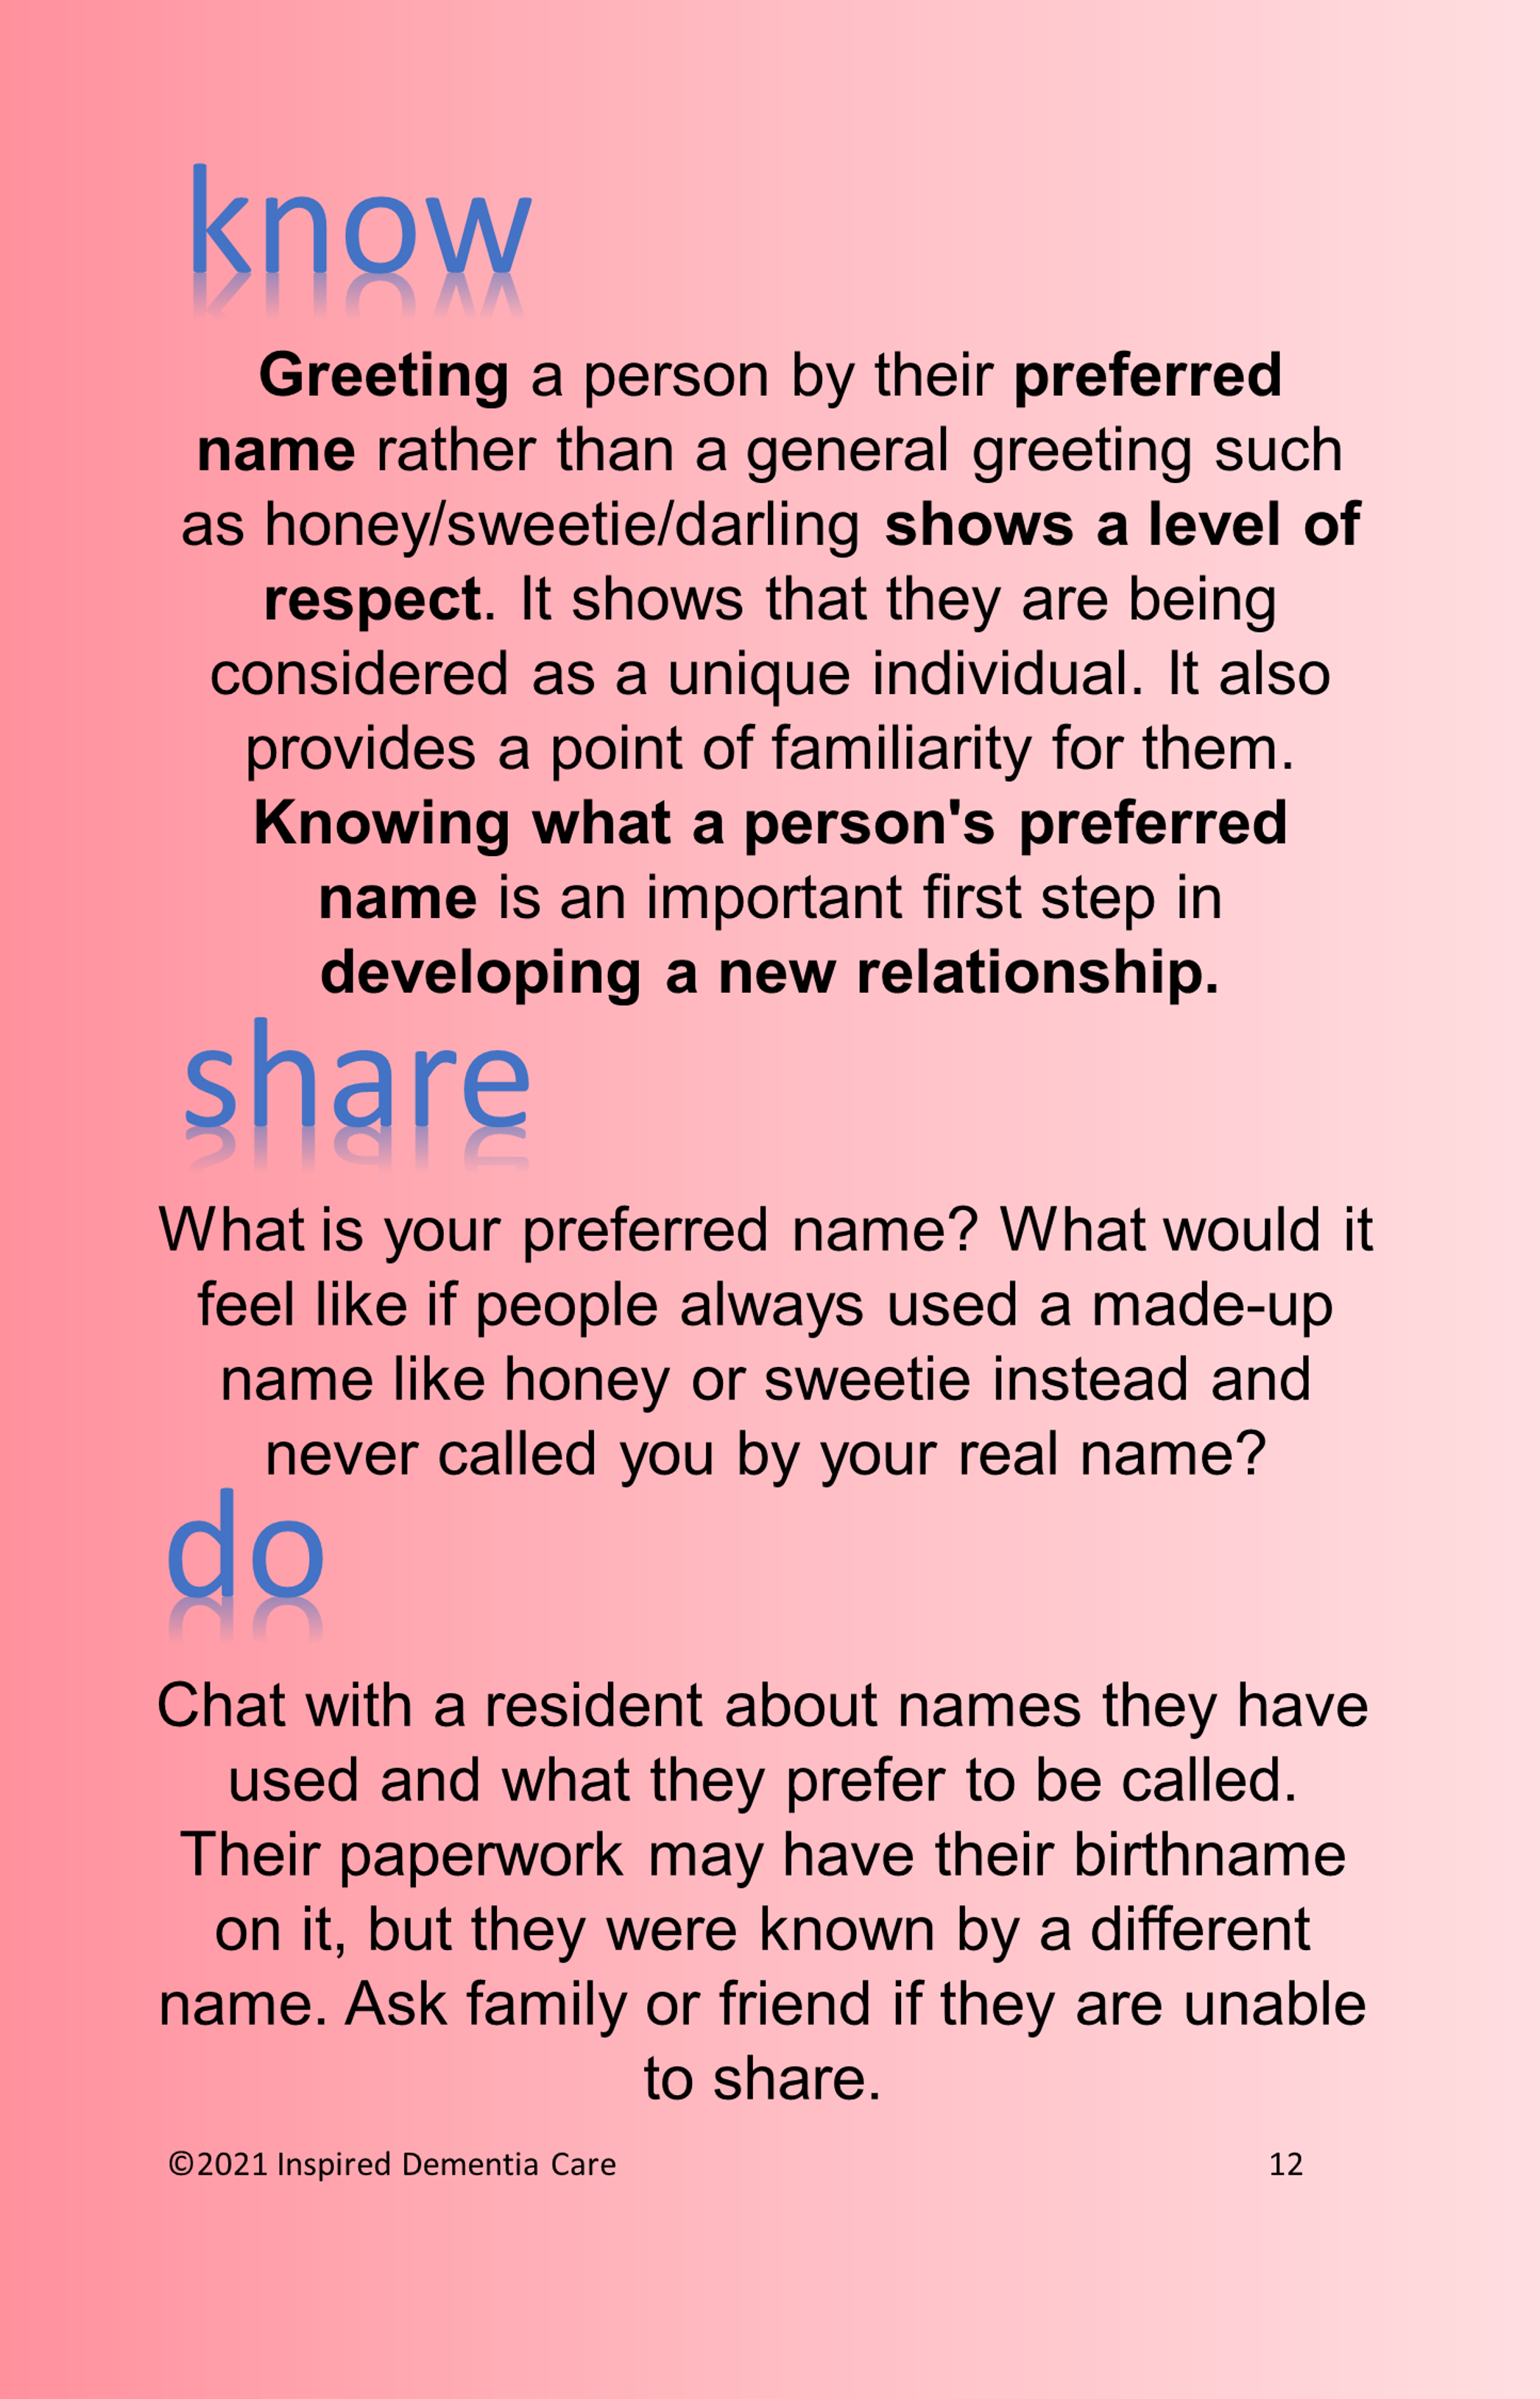 know
Greeting a person by their preferred
name rather than a general greeting such
as honey/sweetie/darling shows a level of
respect. It shows that they are being
considered as a unique individual. It also
provides a point of familiarity for them.
Knowing what a person's preferred
name is an important first step in
developing a new relationship.
share
What is your preferred name? What would it
feel like if people always used a made-up
name like honey or sweetie instead and
never called you by your real name?
do
Chat with a resident about names they have
used and what they prefer to be called.
Their paperwork may have their birthname
on it, but they were known by a different
name. Ask family or friend if they are unable
to share.
©2021 Inspired Dementia Care 12